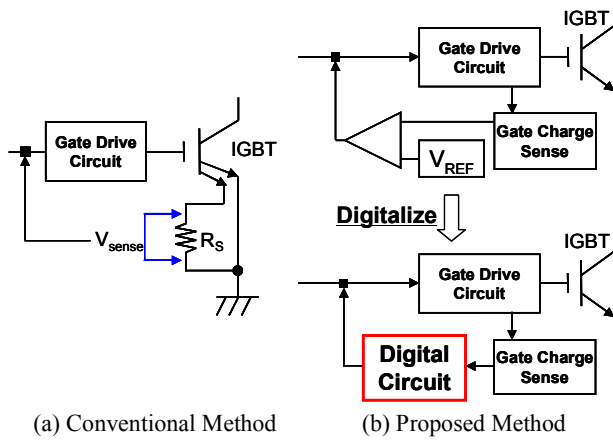 Gate Drive
Circuit
IGBT
Vsense
RS
(a) Conventional Method
IGBT
Gate Drive
Circuit
Gate Charge
Sense
VREF
Digitalize
IGBT
Gate Drive
Circuit
Digital
Circuit
Gate Charge
Sense
(b) Proposed Method